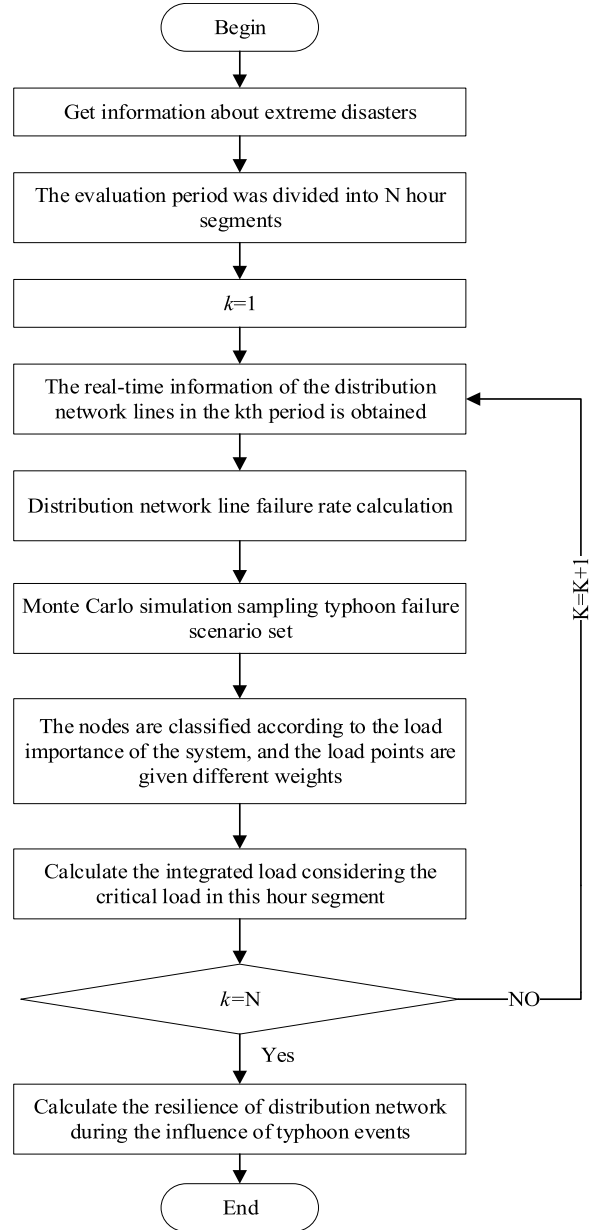 Begin
Get information about extreme disasters
The evaluation period was divided into N hour
segments
k=1
The real-time information of the distribution
network lines in the kth period is obtained
Distribution network line failure rate calculation
Monte Carlo simulation sampling typhoon failure
scenario set
The nodes are classified according to the load
importance of the system, and the load points are
given different weights
Calculate the integrated load considering the
critical load in this hour segment
k=N
NO
K=K+1
Yes
Calculate the resilience of distribution network
during the influence of typhoon events
End